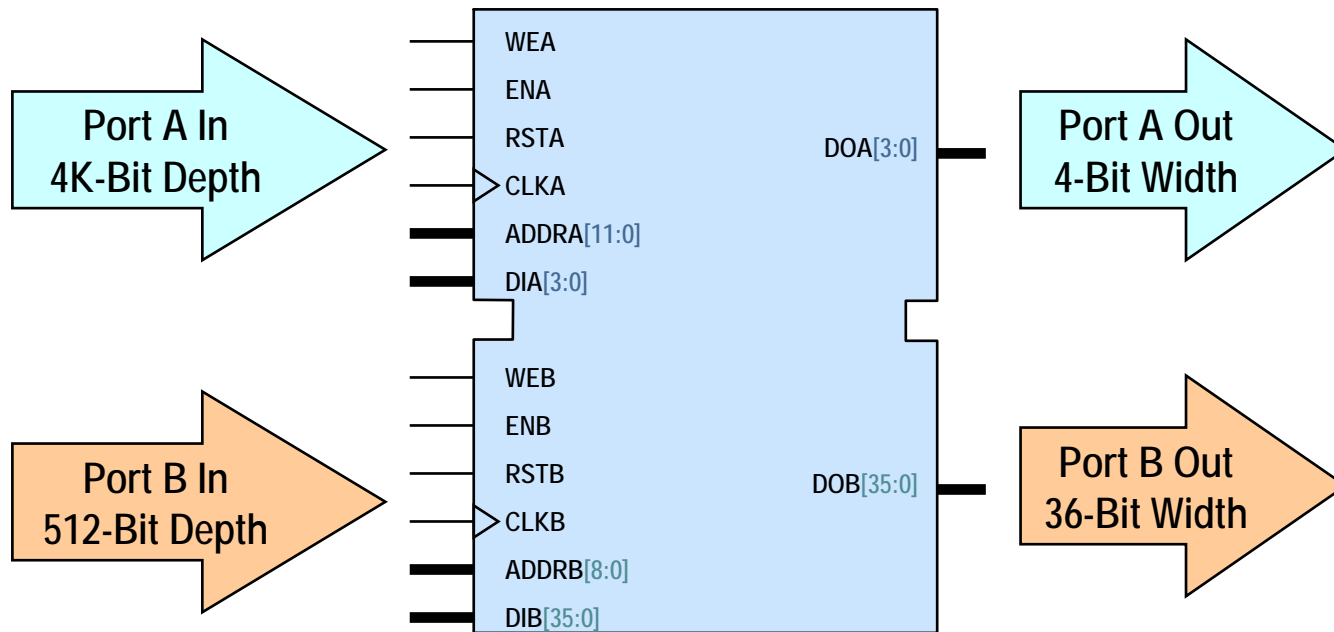 Port A In
4K-Bit Depth
WEA
ENA
RSTA
CLKA
ADDRA[11:0]
DIA[3:0]
DOA[3:0]
Port A Out
4-Bit Width
Port B In
512-Bit Depth
WEB
ENB
RSTB
CLKB
ADDRB[8:0]
DIB[35:0]
DOB[35:0]
Port B Out
36-Bit Width